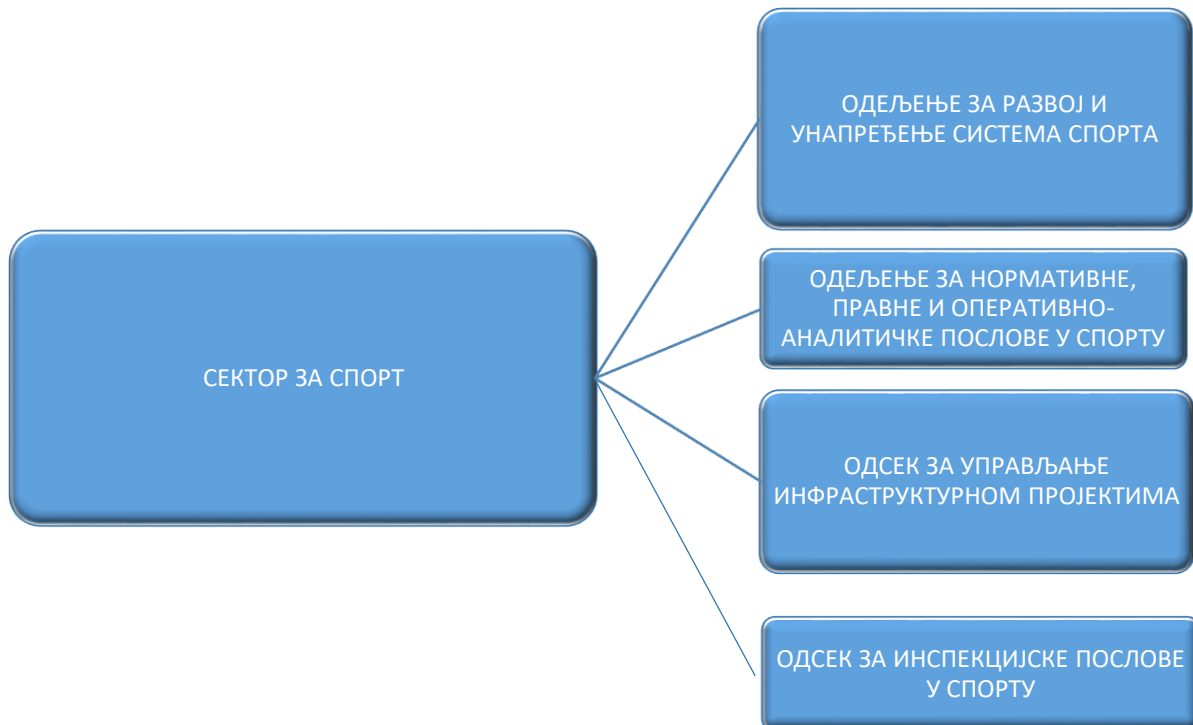 СЕКТОР ЗА СПОРТ
ОДЕЉЕЊЕ ЗА РАЗВОЈ И
УНАПРЕЂЕЊЕ СИСТЕМА СПОРТА
ОДЕЉЕЊЕ ЗА НОРМАТИВНЕ,
ПРАВНЕ И ОПЕРАТИВНО-
АНАЛИТИЧКЕ ПОСЛОВЕ У СПОРТУ
ОДСЕК ЗА УПРАВЉАЊЕ
ИНФРАСТРУКТУРНОМ ПРОЈЕКТИМА
ОДСЕК ЗА ИНСПЕКЦИЈСКЕ ПОСЛОВЕ
У СПОРТУ